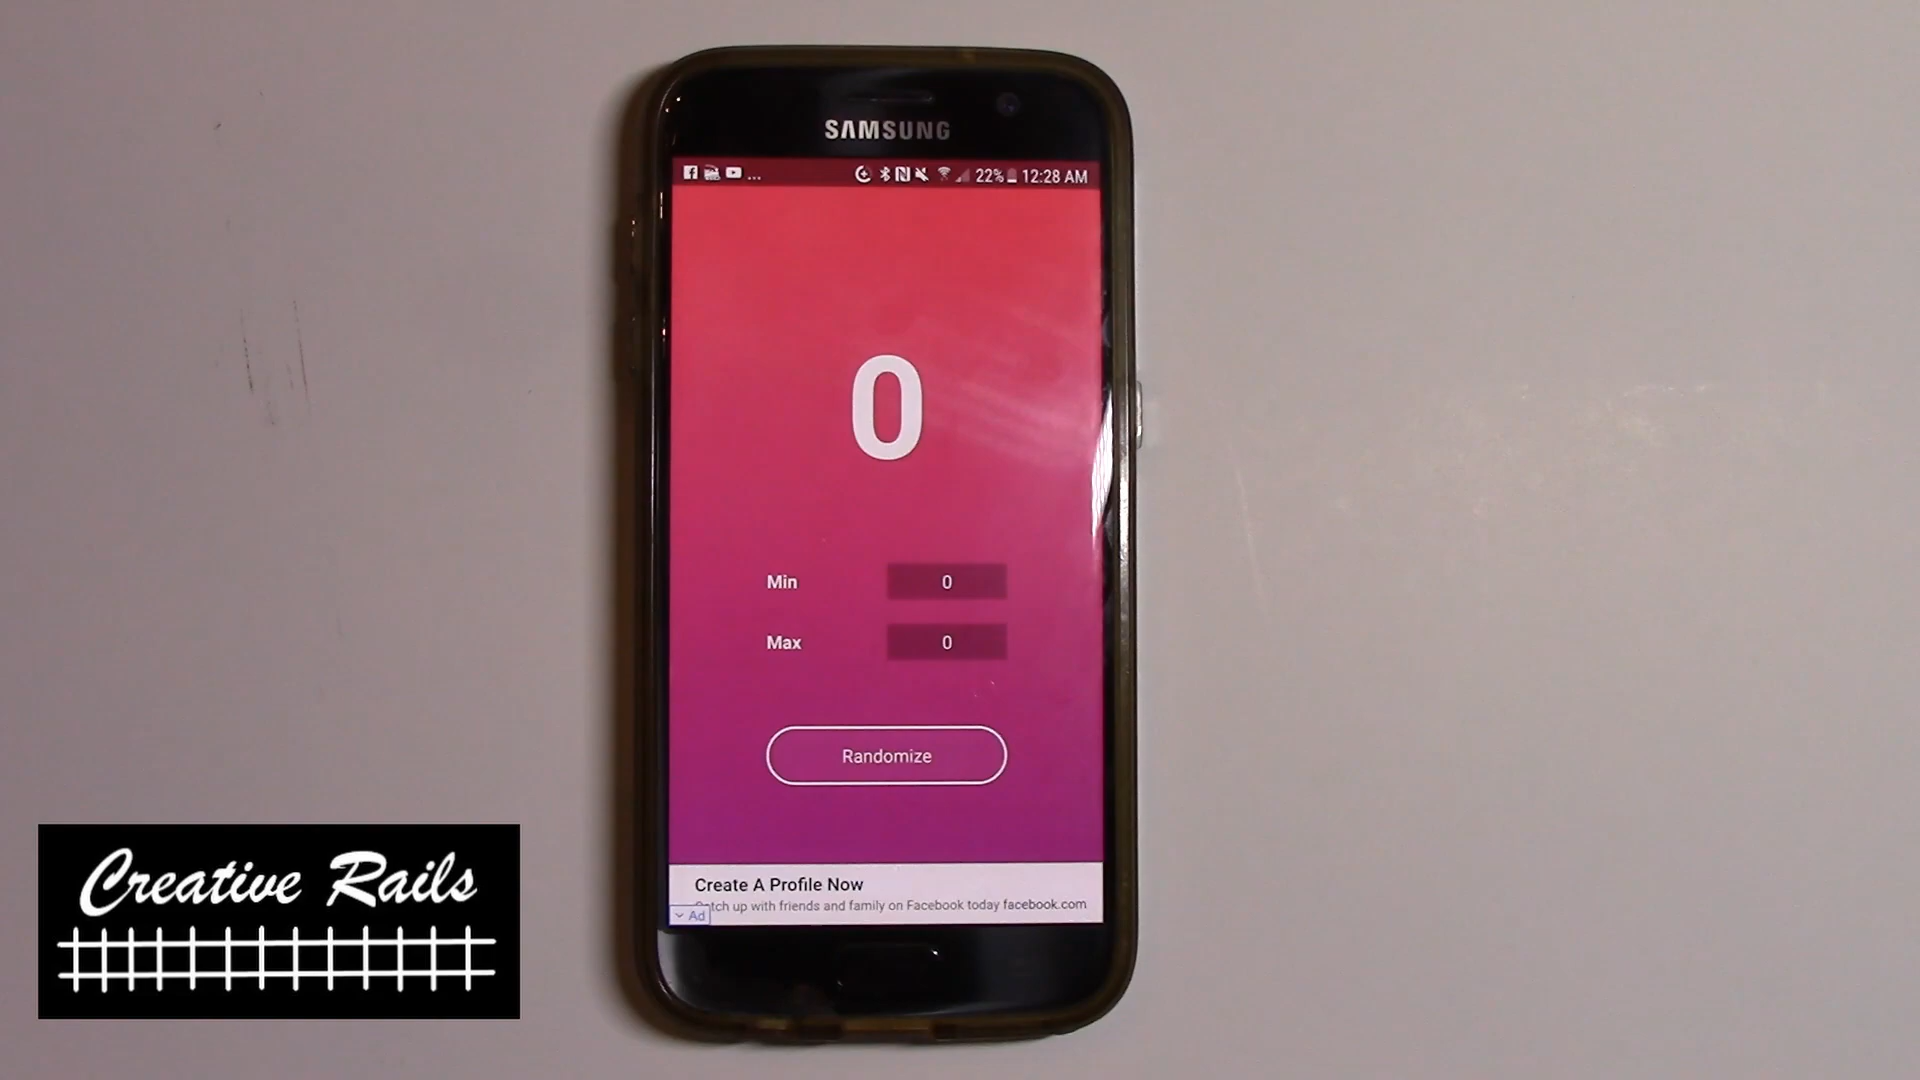 SAMSUNG
... 22% 12:28 AM
0
Min 0
Max 0
Randomize
Create A Profile Now
tch up with friends and family on Facebook today facebook.com
Ad
Creative Rails